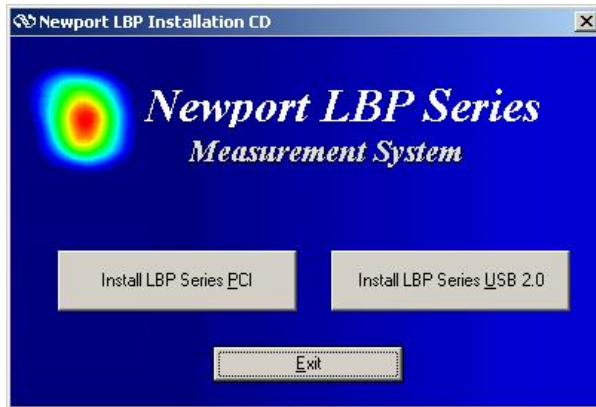 Newport LBP Installation CD
Newport LBP Series
Measurement System
Install LBP Series PCI
Install LBP Series USB 2.0
Exit